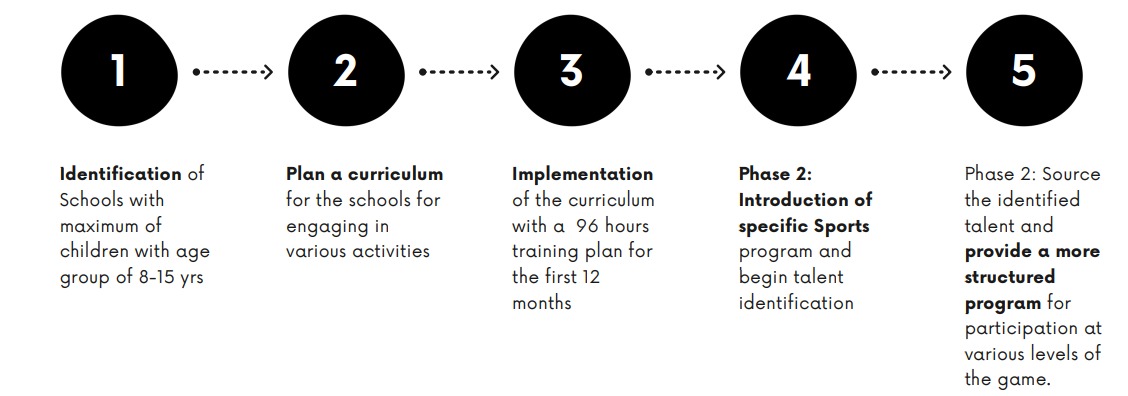 1
2
3
4
5
Identification of
Schools with
maximum of
children with age
group of 8-15 yrs
Plan a curriculum
for the schools for
engaging in
various activities
Implementation
of the curriculum
with a 96 hours
training plan for
the first 12
months
Phase 2:
Introduction of
specific Sports
program and
begin talent
identification
Phase 2: Source
the identified
talent and
provide a more
structured
program for
participation at
various levels of
the game.